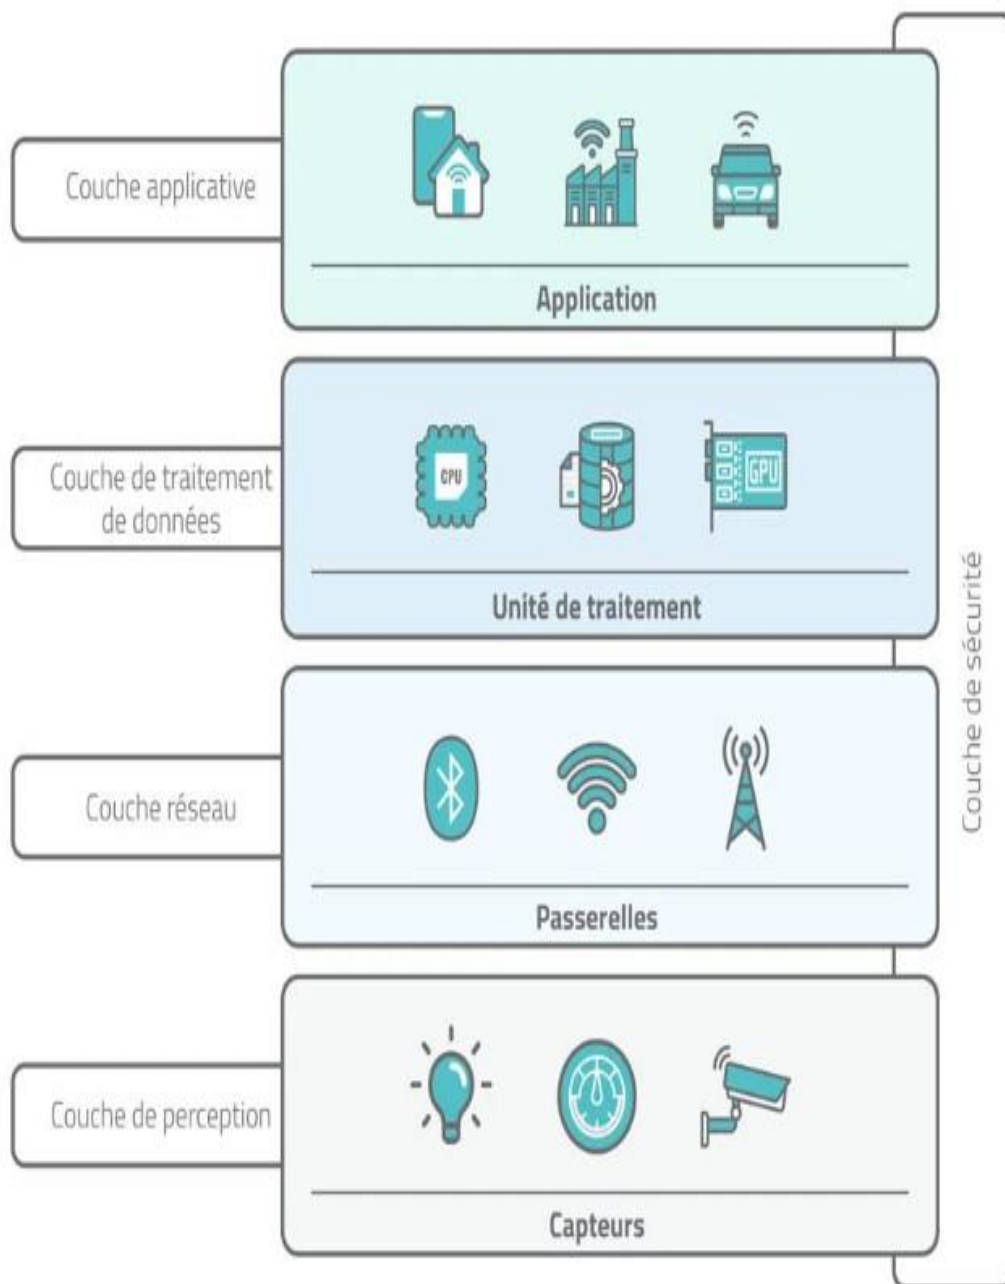 Couche applicative
Application
Couche de traitement
de données
CPU
GPU
Unité de traitement
Couche réseau
Passerelles
Couche de perception
Capteurs
Couche de sécurité